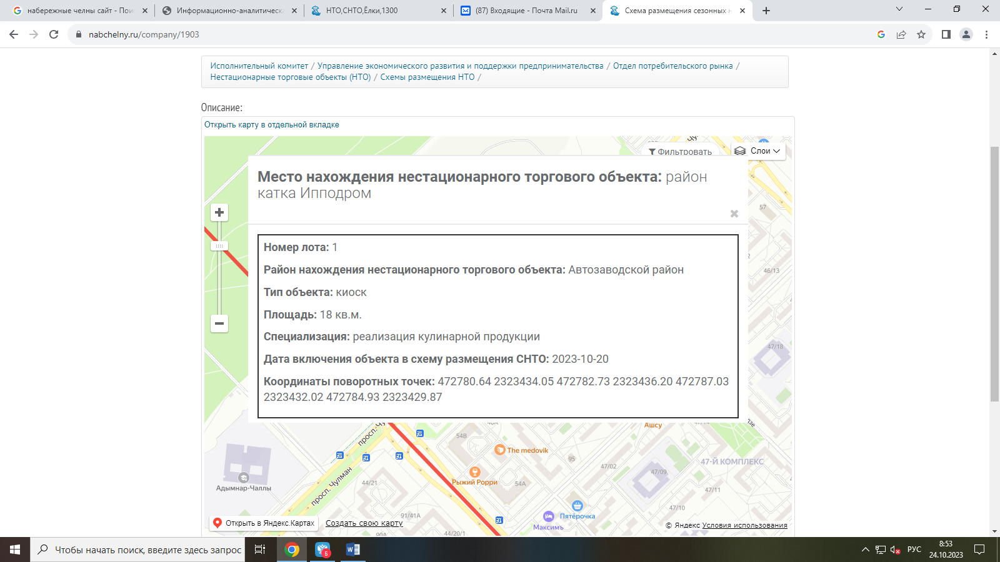 набережные челны сайт - Пои
Информационно-аналитическа
НТО,СНТО,Ёлки,1300
(87) Входящие - Почта Mail.ru
Схема размещения сезонных н
nabchelny.ru/company/1903
Исполнительный комитет / Управление экономического развития и поддержки предпринимательства / Отдел потребительского рынка /
Нестационарные торговые объекты (НТО) / Схемы размещения НТО /
Описание:
Открыть карту в отдельной вкладке
Фильтровать
Слои
Место нахождения нестационарного торгового объекта: район
катка Ипподром
Номер лота: 1
Район нахождения нестационарного торгового объекта: Автозаводской район
Тип объекта: киоск
Площадь: 18 кв.м.
Специализация: реализация кулинарной продукции
Дата включения объекта в схему размещения СНТО: 2023-10-20
Координаты поворотных точек: 472780.64 2323434.05 472782.73 2323436.20 472787.03
2323432.02 472784.93 2323429.87
57
46/13
47/18
Ашсу
просп. Чу
54В
The medovik
95
47/02
47-Й КОМПЛЕКС
47/09
47/11
47/10
Рыжий Рорри
54А
44/21
Адымнар-Чаллы
просп. Чулман
Пятёрочка
Максимъ
91/41А
90А
44/20/1
Открыть в Яндекс.Картах
Создать свою карту
© Яндекс Условия использования
Чтобы начать поиск, введите здесь запрос
6
РУС
8:53
24.10.2023